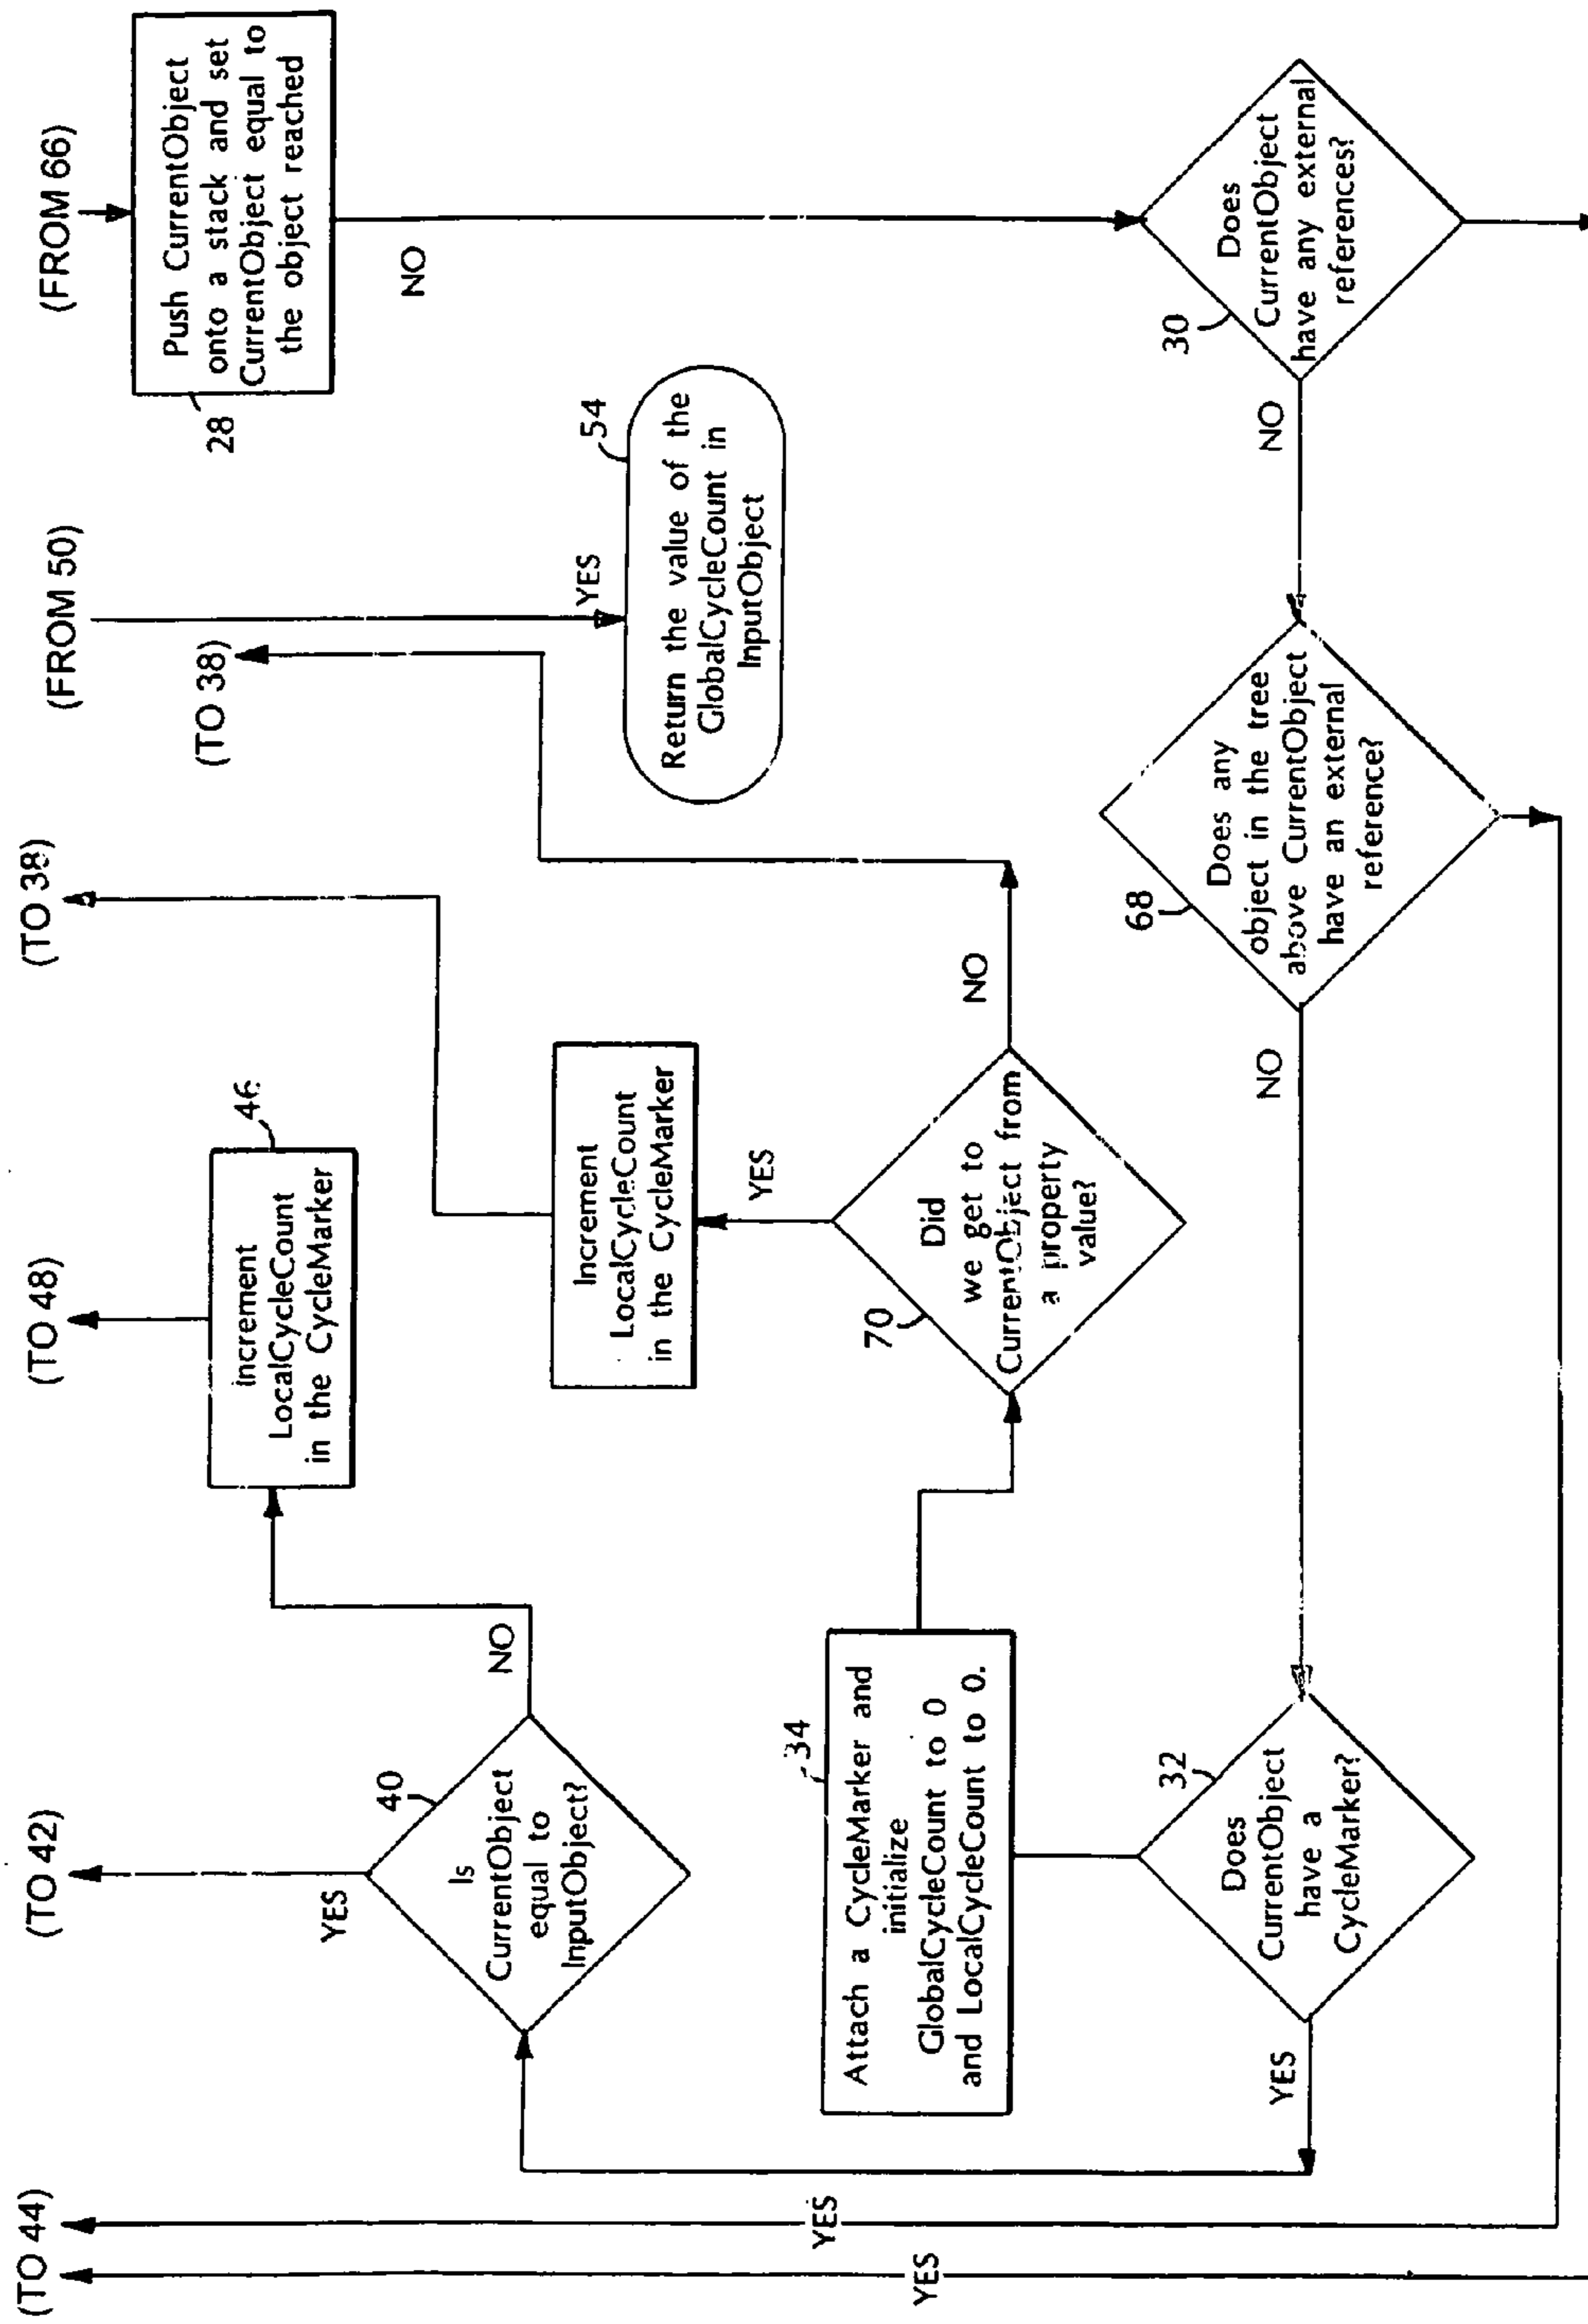 (FROM 66)
Push CurrentObject
onto a stack and set
CurrentObject equal to
the object reached
28
NO
Does
CurrentObject
have any external
references?
30
NO
(FROM 50)
YES
54
Return the value of the
GlobalCycleCount in
InputObject
(TO 38)
(TO 38)
Does any
object in the tree
above CurrentObject
have an external
reference?
68
NO
Increment
LocalCycleCount
in the CycleMarker
YES
NO
Did
we get to
CurrentObject from
a property
value?
70
(TO 48)
46
increment
LocalCycleCount
in the CycleMarker
(TO 42)
YES
NO
40
Is
CurrentObject
equal to
InputObject?
34
Attach a CycleMarker and
initialize
GlobalCycleCount to 0
and LocalCycleCount to 0.
32
Does
CurrentObject
have a
CycleMarker?
YES
(TO 44)
YES
YES